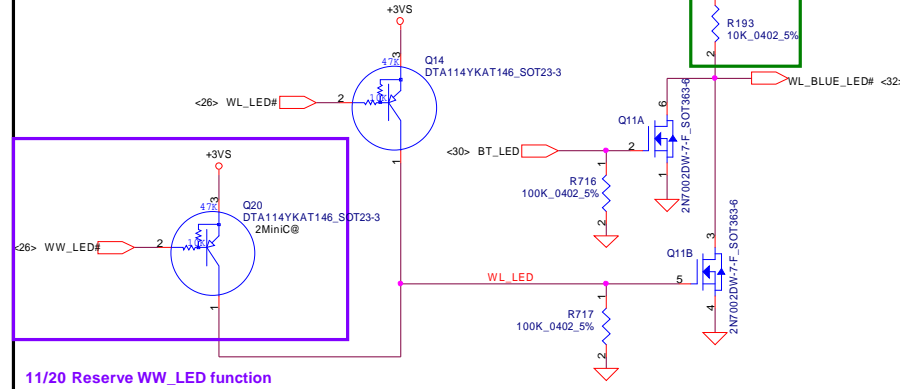 +3VS
R193
10K_0402_5%
2
3
47K
Q14
DTA114YKAT146_SOT23-3
10K
<26> WL_LED#
2
1
WL_BLUE_LED# <32>
6
Q11A
<30> BT_LED
2
1
2N7002DW-7-F_SOT363-6
1
R716
100K_0402_5%
2
+3VS
3
47K
Q20
DTA114YKAT146_SOT23-3
2MiniC@
10K
<26> WW_LED#
2
1
3
Q11B
WL_LED
5
4
2N7002DW-7-F_SOT363-6
1
R717
100K_0402_5%
2
11/20 Reserve WW_LED function